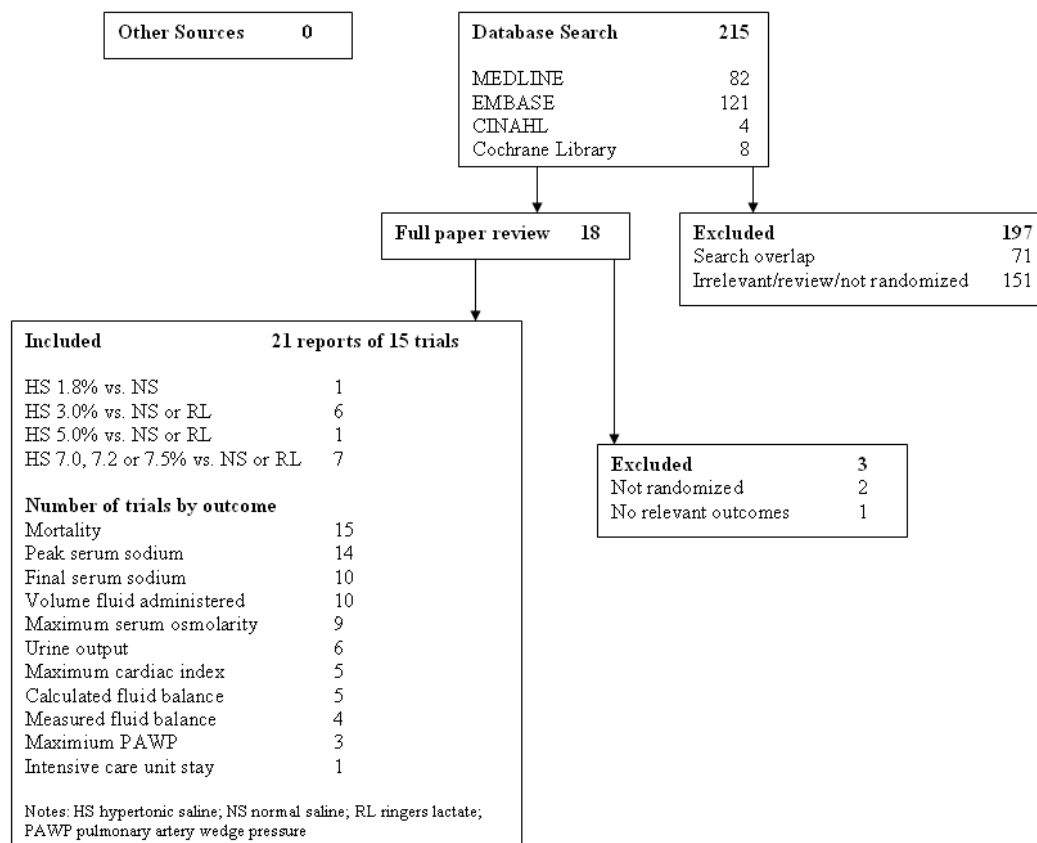 Other Sources 0
Database Search 215
MEDLINE 82
EMBASE 121
CINAHL 4
Cochrane Library 8
Full paper review 18
Excluded 197
Search overlap 71
Irrelevant/review/not randomized 151
Included 21 reports of 15 trials
HS 1.8% vs. NS 1
HS 3.0% vs. NS or RL 6
HS 5.0% vs. NS or RL 1
HS 7.0, 7.2 or 7.5% vs. NS or RL 7
Number of trials by outcome
Mortality 15
Peak serum sodium 14
Final serum sodium 10
Volume fluid administered 10
Maximum serum osmolarity 9
Urine output 6
Maximum cardiac index 5
Calculated fluid balance 5
Measured fluid balance 4
Maximium PAWP 3
Intensive care unit stay 1
Notes: HS hypertonic saline; NS normal saline; RL ringers lactate;
PAWP pulmonary artery wedge pressure
Excluded 3
Not randomized 2
No relevant outcomes 1